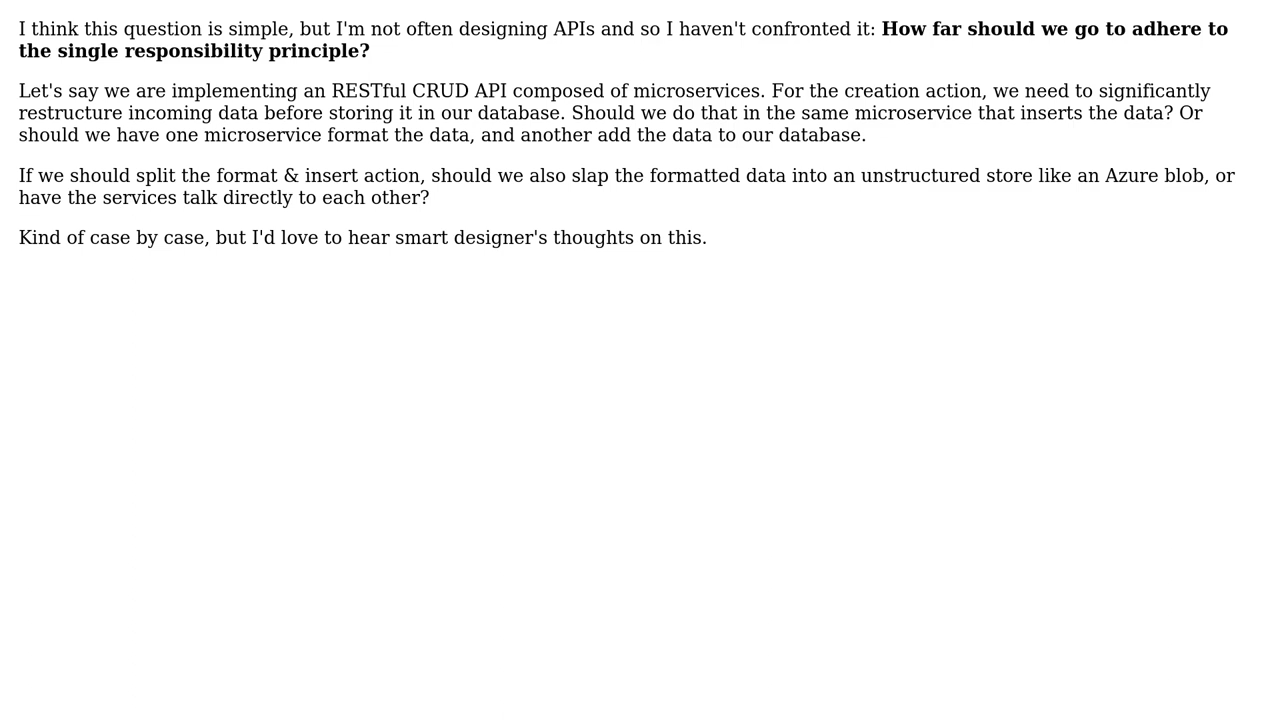 I think this question is simple, but I'm not often designing APIs and so I haven't confronted it: How far should we go to adhere to
the single responsibility principle?
Let's say we are implementing an RESTful CRUD API composed of microservices. For the creation action, we need to significantly
restructure incoming data before storing it in our database. Should we do that in the same microservice that inserts the data? Or
should we have one microservice format the data, and another add the data to our database.
If we should split the format & insert action, should we also slap the formatted data into an unstructured store like an Azure blob, or
have the services talk directly to each other?
Kind of case by case, but I'd love to hear smart designer's thoughts on this.